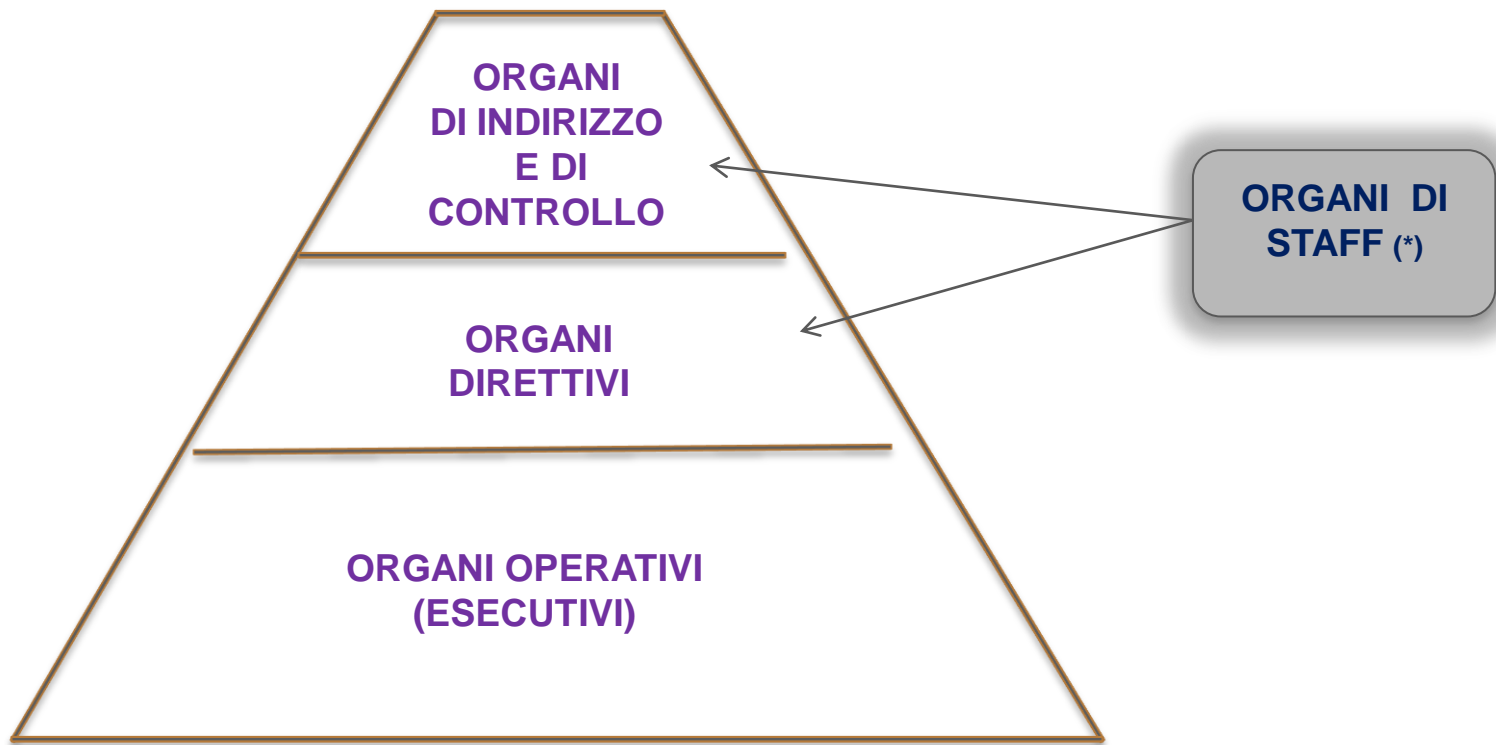 ORGANI
DI INDIRIZZO
E DI
CONTROLLO
ORGANI DI
STAFF (*)
ORGANI
DIRETTIVI
ORGANI OPERATIVI
(ESECUTIVI)